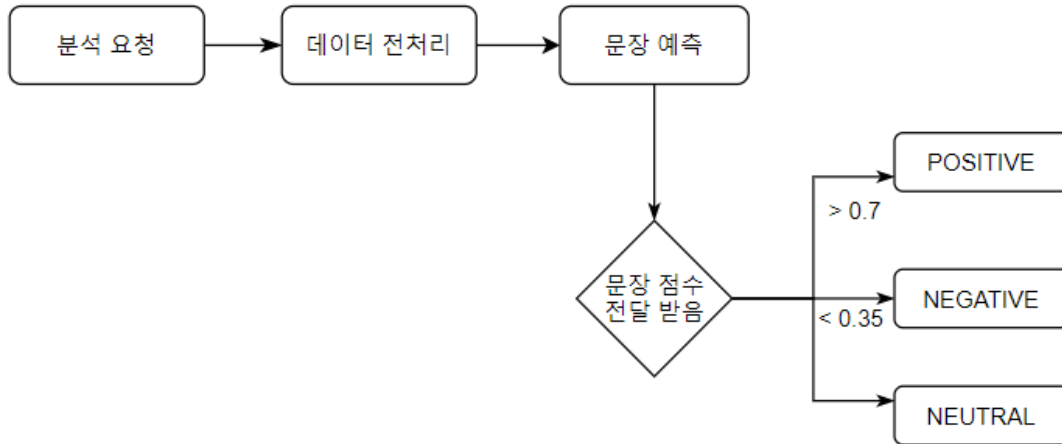 분석 요청
데이터 전처리
문장 예측
POSITIVE
> 0.7
문장 점수
전달 받음
NEGATIVE
< 0.35
NEUTRAL